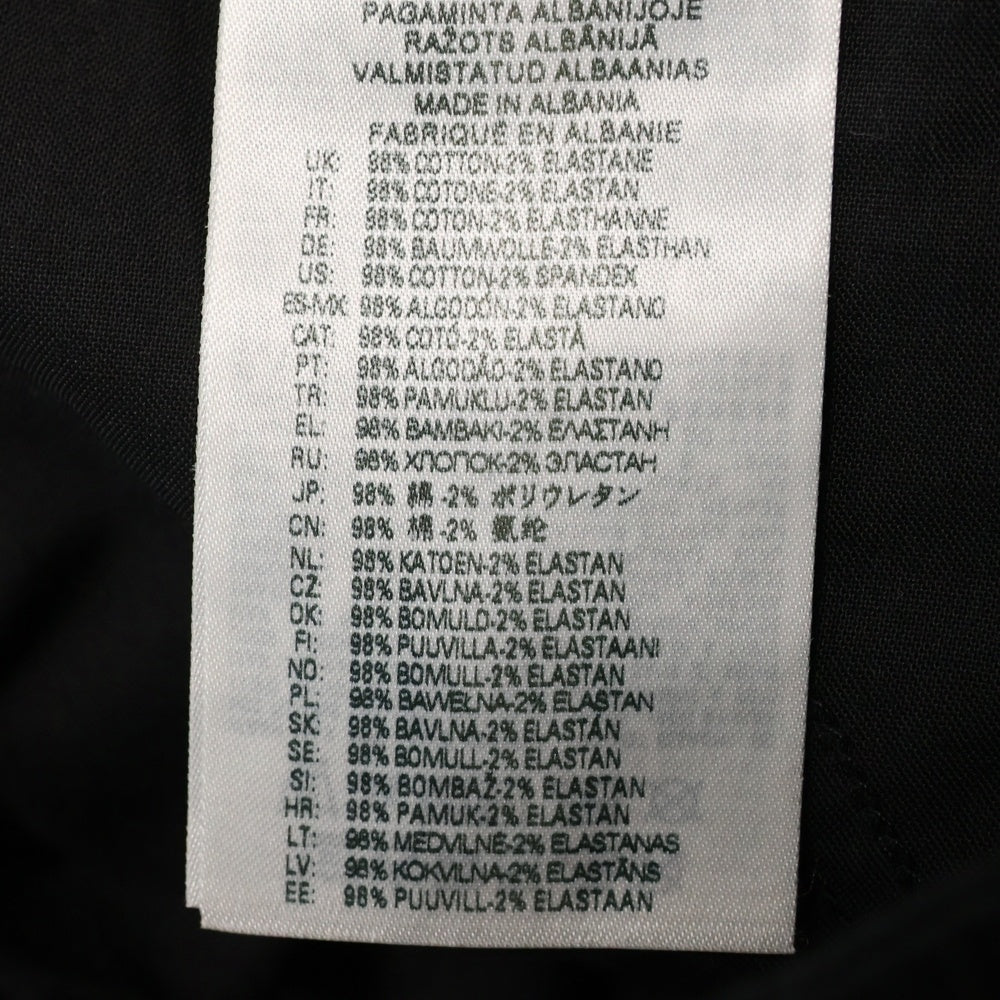 PAGAMINTA ALBANIJOJE
RAŽOTS ALBĀNIJĀ
VALMISTATUD ALBAANIAS
MADE IN ALBANIA
FABRIQUÉ EN ALBANIE
UK: 98% COTTON-2% ELASTANE
IT: 98% COTONE-2% ELASTAN
FR: 98% COTON-2% ELASTHANNE
DE: 98% BAUMWOLLE-2% ELASTHAN
US: 98% COTTON-2% SPANDEX
ES-MX: 98% ALGODÓN-2% ELASTANO
CAT: 98% COTÓ-2% ELASTÀ
PT: 98% ALGODÃO-2% ELASTANO
TR: 98% PAMUKLU-2% ELASTAN
EL: 98% ΒΑΜΒΑΚΙ-2% ΕΛΑΣΤΑΝΗ
RU: 98% ХЛОПОК-2% ЭЛАСТАН
JP: 98% 綿 -2% ポリウレタン
CN: 98% 棉 -2% 氨纶
NL: 98% KATOEN-2% ELASTAN
CZ: 98% BAVLNA-2% ELASTAN
DK: 98% BOMULD-2% ELASTAN
FI: 98% PUUVILLA-2% ELASTAANI
NO: 98% BOMULL-2% ELASTAN
PL: 98% BAWEŁNA-2% ELASTAN
SK: 98% BAVLNA-2% ELASTÁN
SE: 98% BOMULL-2% ELASTAN
SI: 98% BOMBAŽ-2% ELASTAN
HR: 98% PAMUK-2% ELASTAN
LT: 98% MEDVILNĖ-2% ELASTANAS
LV: 98% KOKVILNA-2% ELASTĀNS
EE: 98% PUUVILL-2% ELASTAAN